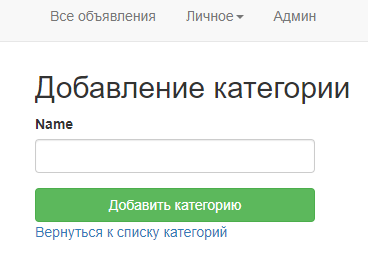 Все объявления Личное Админ
Добавление категории
Name
Добавить категорию
Вернуться к списку категорий